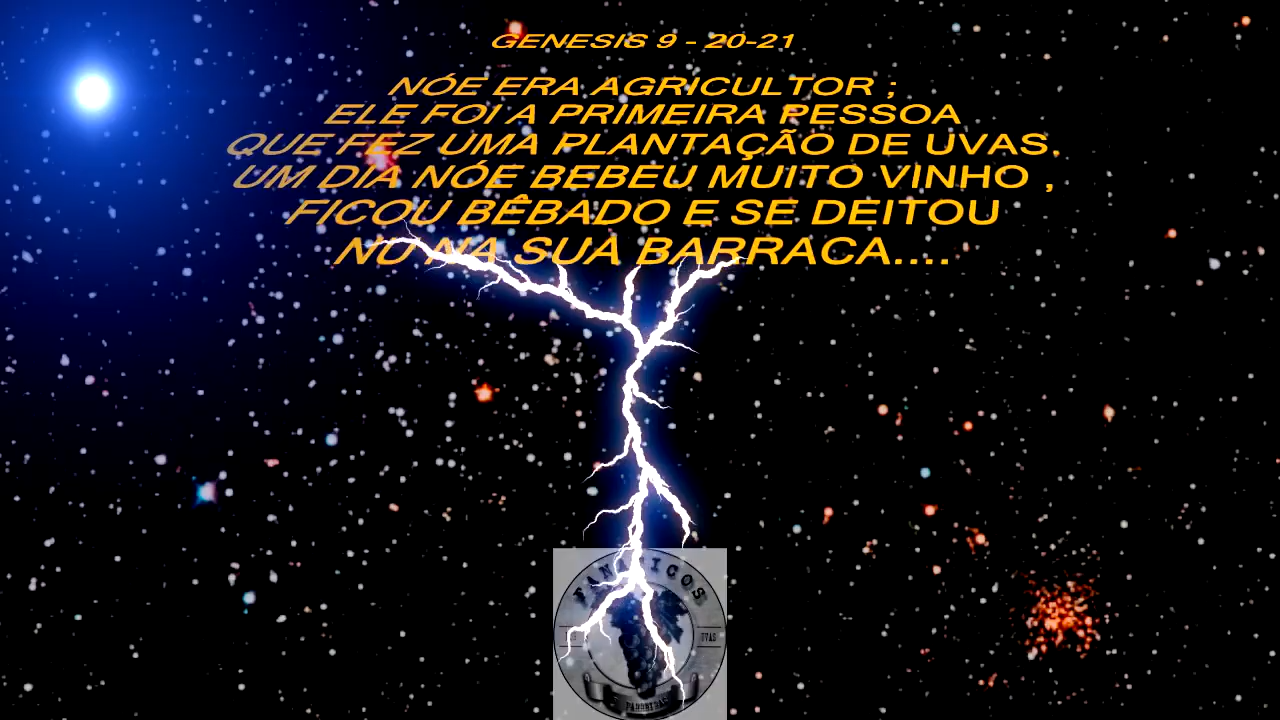 GENESIS 9 - 20-21
NÓE ERA AGRICULTOR ;
ELE FOI A PRIMEIRA PESSOA
QUE FEZ UMA PLANTAÇÃO DE UVAS.
UM DIA NÓE BEBEU MUITO VINHO ,
FICOU BÊBADO E SE DEITOU
NU NA SUA BARRACA....
UVAS